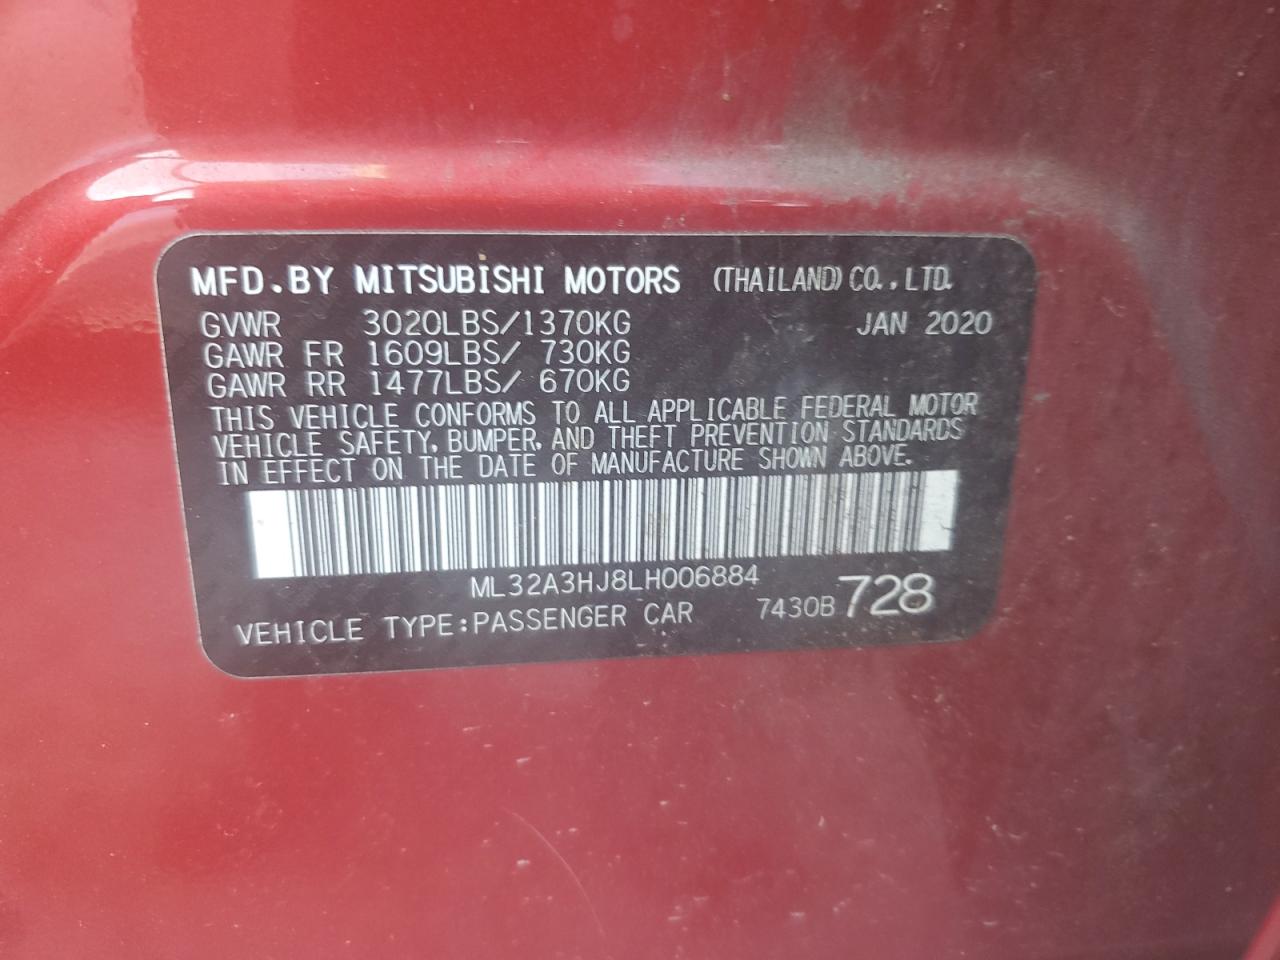 MFD.BY MITSUBISHI MOTORS (THAILAND) CO.,LTD.
GVWR 3020LBS/1370KG JAN 2020
GAWR FR 1609LBS/ 730KG
GAWR RR 1477LBS/ 670KG
THIS VEHICLE CONFORMS TO ALL APPLICABLE FEDERAL MOTOR
VEHICLE SAFETY, BUMPER, AND THEFT PREVENTION STANDARDS
IN EFFECT ON THE DATE OF MANUFACTURE SHOWN ABOVE.
ML32A3HJ8LH006884
VEHICLE TYPE:PASSENGER CAR 7430B 728